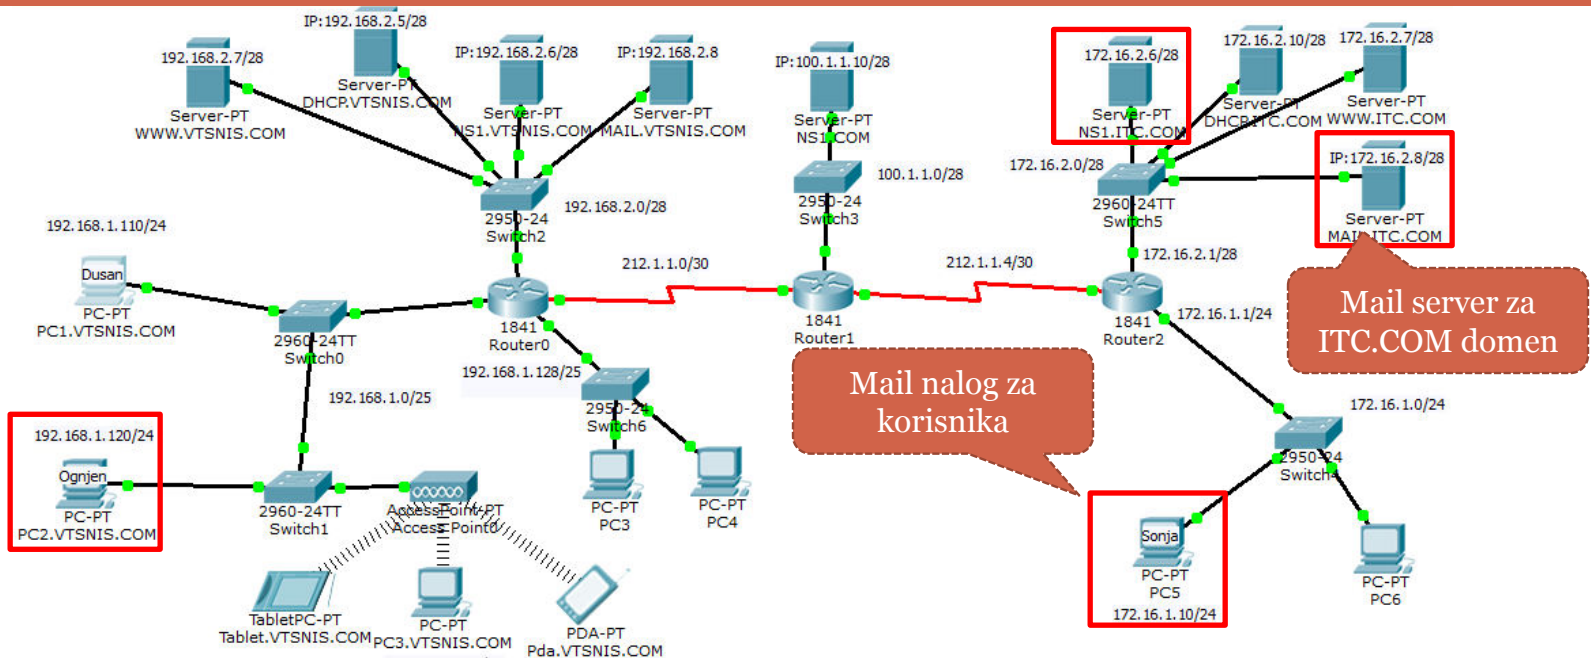 192.168.2.7/28
Server-PT
WWW.VTSNIS.COM
IP:192.168.2.5/28
Server-PT
DHCP.VTSNIS.COM
IP:192.168.2.6/28
Server-PT
NS1.VTSNIS.COM
IP:192.168.2.8
Server-PT
MAIL.VTSNIS.COM
IP:100.1.1.10/28
Server-PT
NS1.COM
172.16.2.6/28
Server-PT
NS1.ITC.COM
172.16.2.10/28
Server-PT
DHCP.ITC.COM
172.16.2.7/28
Server-PT
WWW.ITC.COM
IP:172.16.2.8/28
Server-PT
MAIL.ITC.COM
2950-24
Switch2
192.168.2.0/28
2950-24
Switch3
100.1.1.0/28
172.16.2.0/28
2960-24TT
Switch5
172.16.2.1/28
192.168.1.110/24
Dusan
PC-PT
PC1.VTSNIS.COM
2960-24TT
Switch0
1841
Router0
212.1.1.0/30
1841
Router1
212.1.1.4/30
1841
Router2
172.16.1.1/24
Mail server za
ITC.COM domen
Mail nalog za
korisnika
192.168.1.128/25
2950-24
Switch6
192.168.1.0/25
172.16.1.0/24
2950-24
192.168.1.120/24
Ognjen
PC-PT
PC2.VTSNIS.COM
2960-24TT
Switch1
AccessPoint-PT
Access Point0
PC-PT
PC3
PC-PT
PC4
Sonja
PC-PT
PC5
172.16.1.10/24
PC-PT
PC6
TabletPC-PT
Tablet.VTSNIS.COM
PC-PT
PC3.VTSNIS.COM
PDA-PT
Pda.VTSNIS.COM